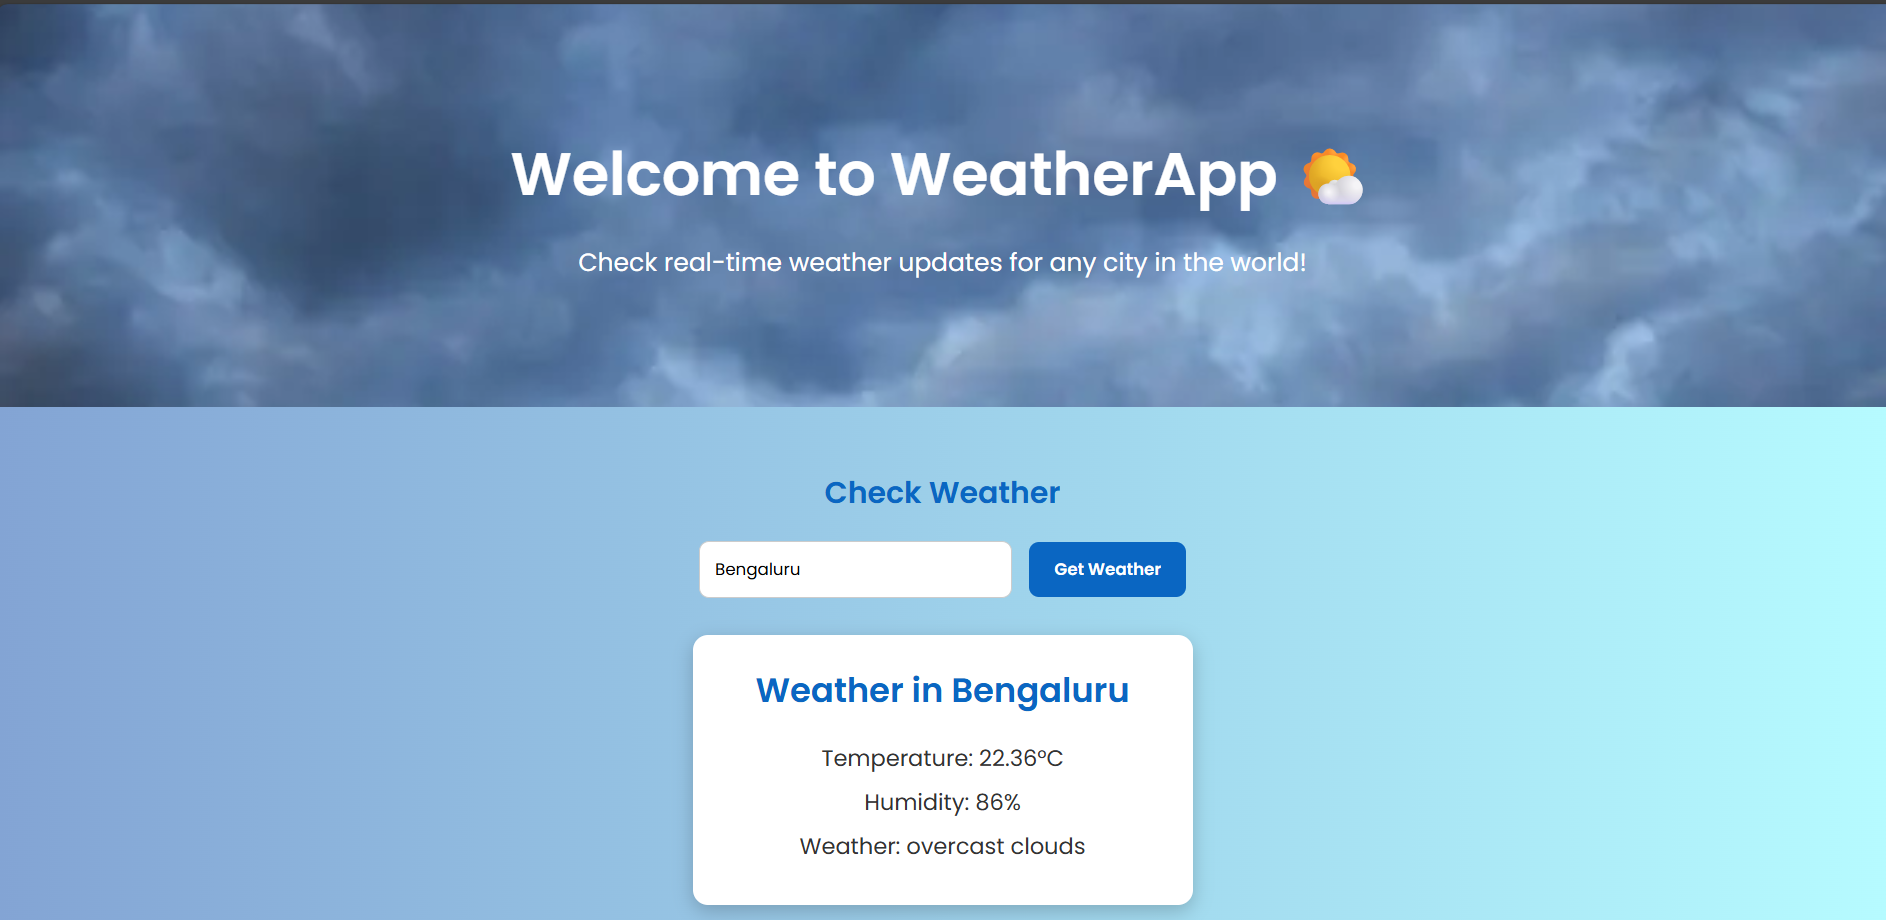 Welcome to WeatherApp
Check real-time weather updates for any city in the world!
Check Weather
Bengaluru
Get Weather
Weather in Bengaluru
Temperature: 22.36°C
Humidity: 86%
Weather: overcast clouds